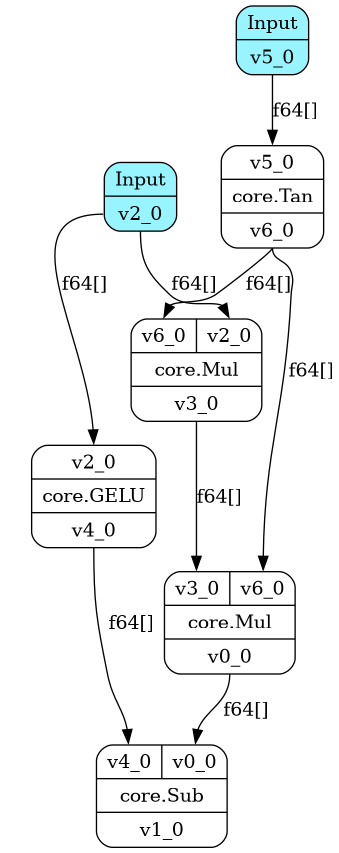 Input
v5_0
f64[]
v5_0
core.Tan
v6_0
Input
v2_0
f64[]
f64[]
f64[]
f64[]
v6_0 v2_0
core.Mul
v3_0
v2_0
core.GELU
v4_0
f64[]
v3_0 v6_0
core.Mul
v0_0
f64[]
f64[]
v4_0 v0_0
core.Sub
v1_0